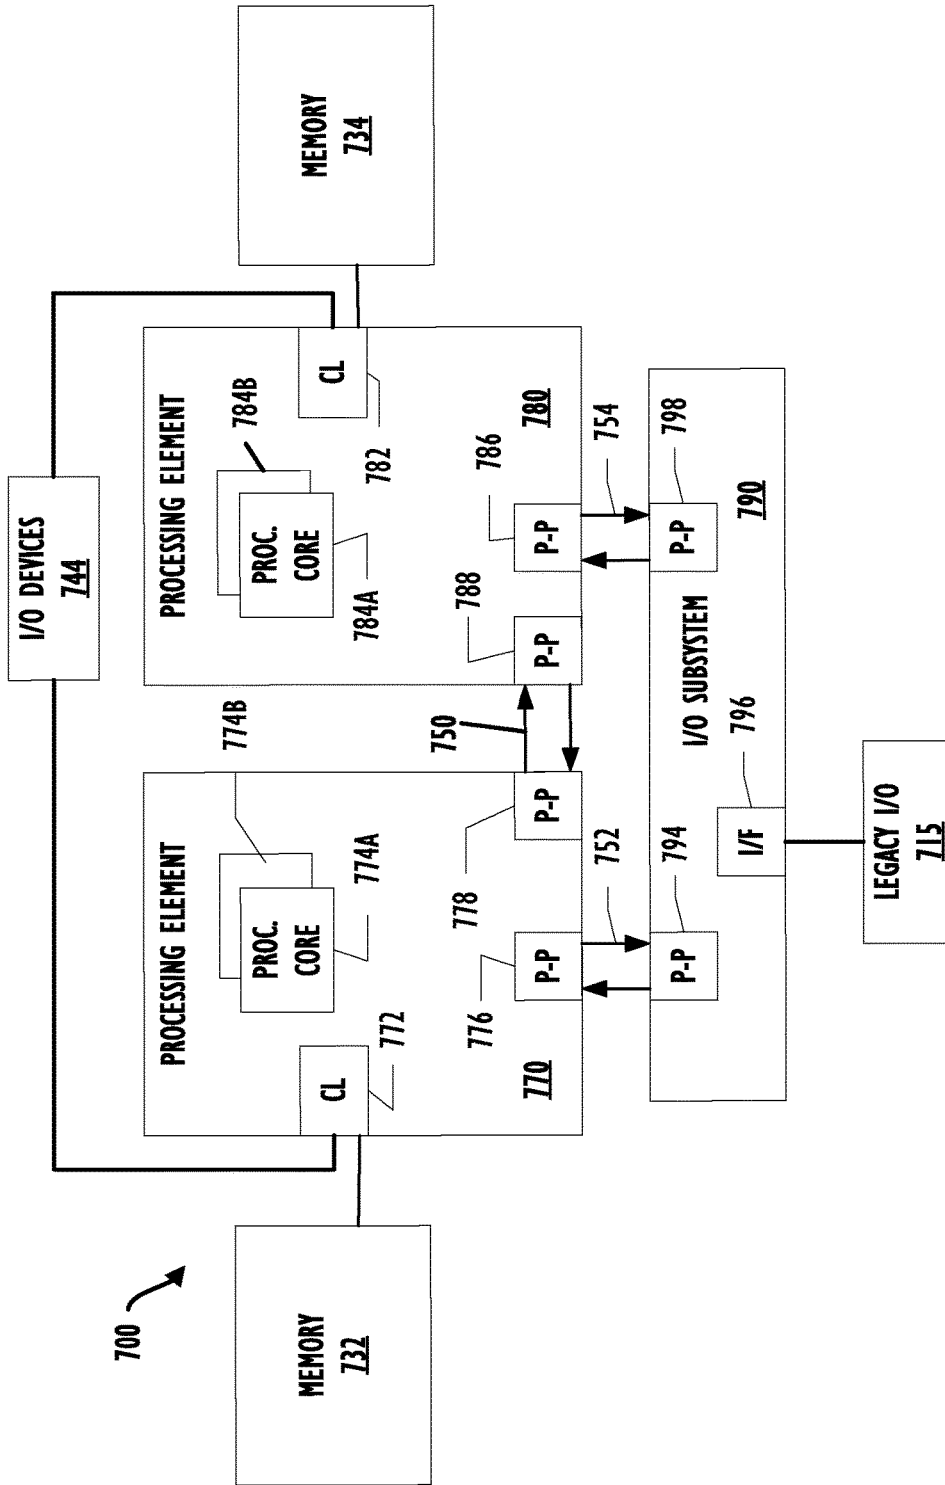 I/O DEVICES
744
700
MEMORY
732
PROCESSING ELEMENT
774B
PROC.
CORE
774A
CL
772
770
776
P-P
778
P-P
752
750
PROCESSING ELEMENT
784B
PROC.
CORE
784A
CL
782
780
788
P-P
786
P-P
754
MEMORY
734
794
P-P
I/O SUBSYSTEM
790
798
P-P
796
I/F
LEGACY I/O
715